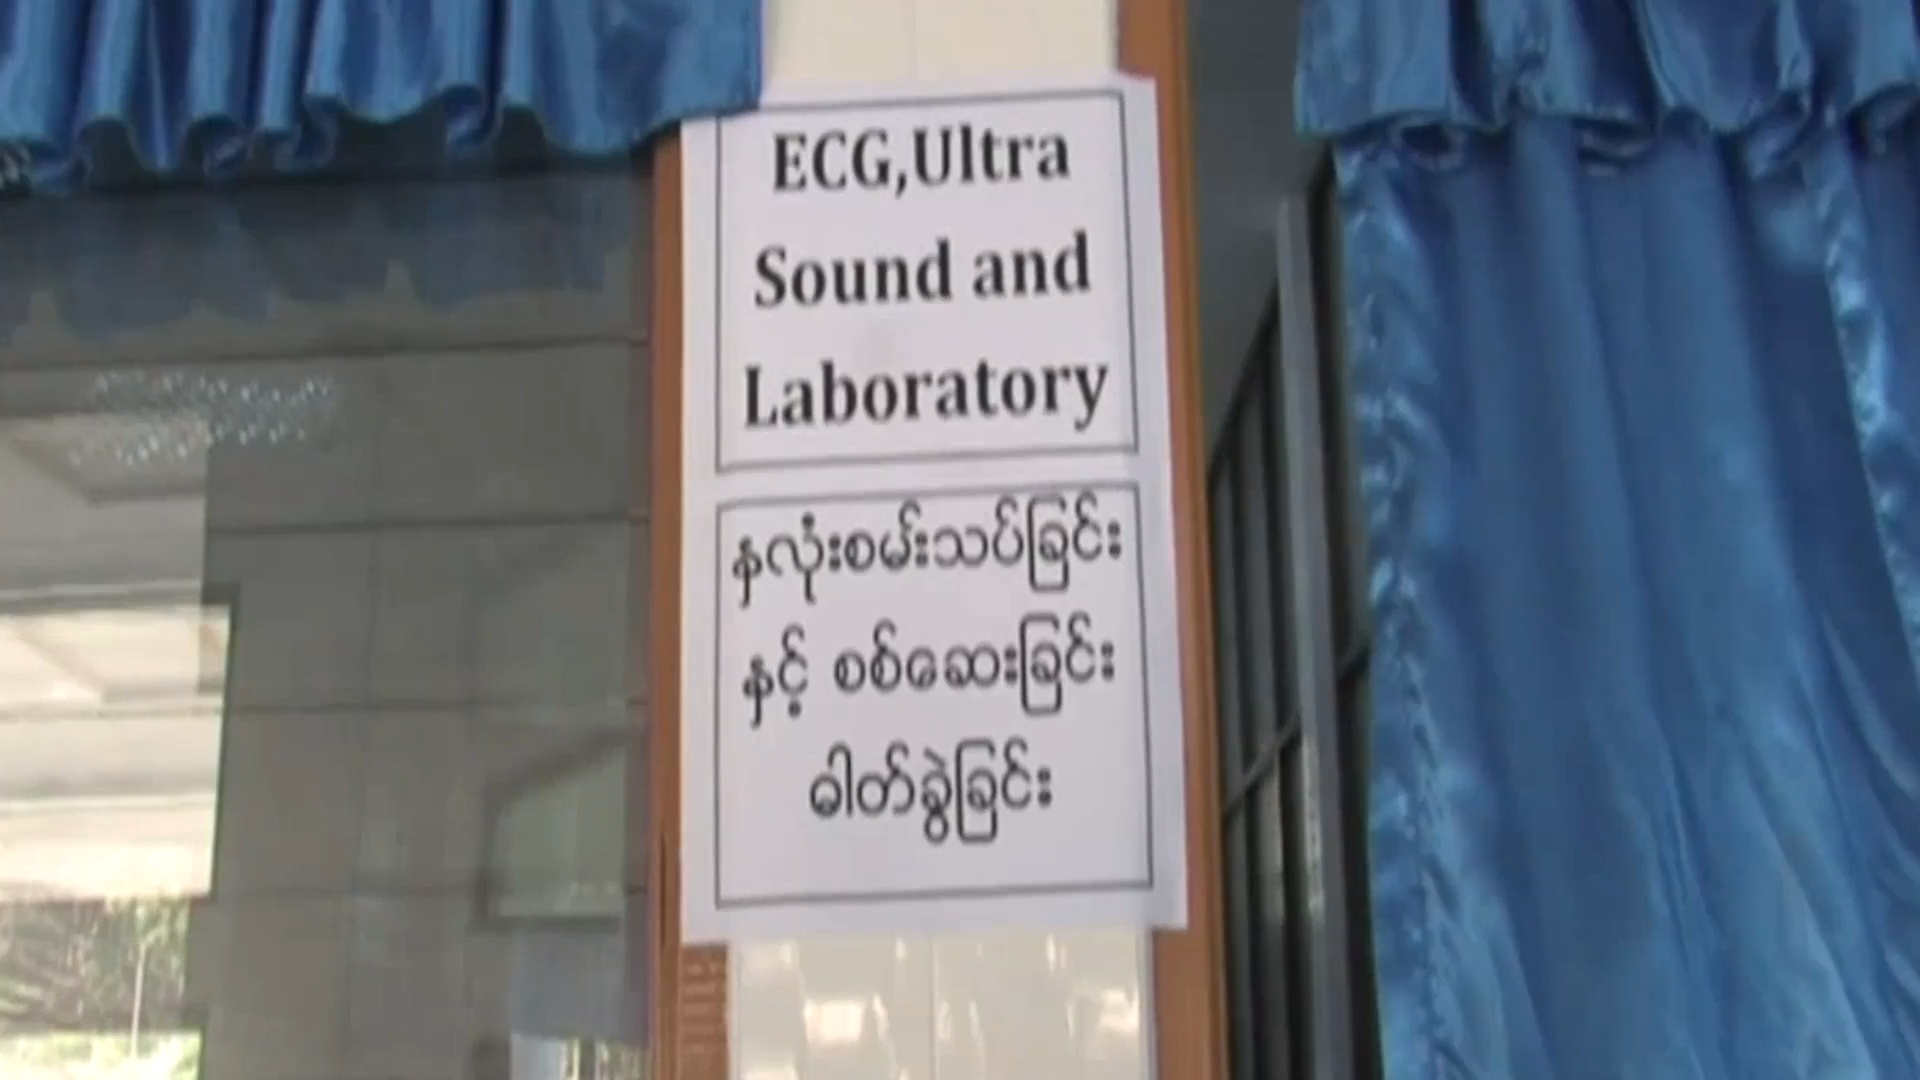 ECG,Ultra
Sound and
Laboratory
နှလုံးစမ်းသပ်ခြင်း
နှင့် စစ်ဆေးခြင်း
ဓါတ်ခွဲခြင်း